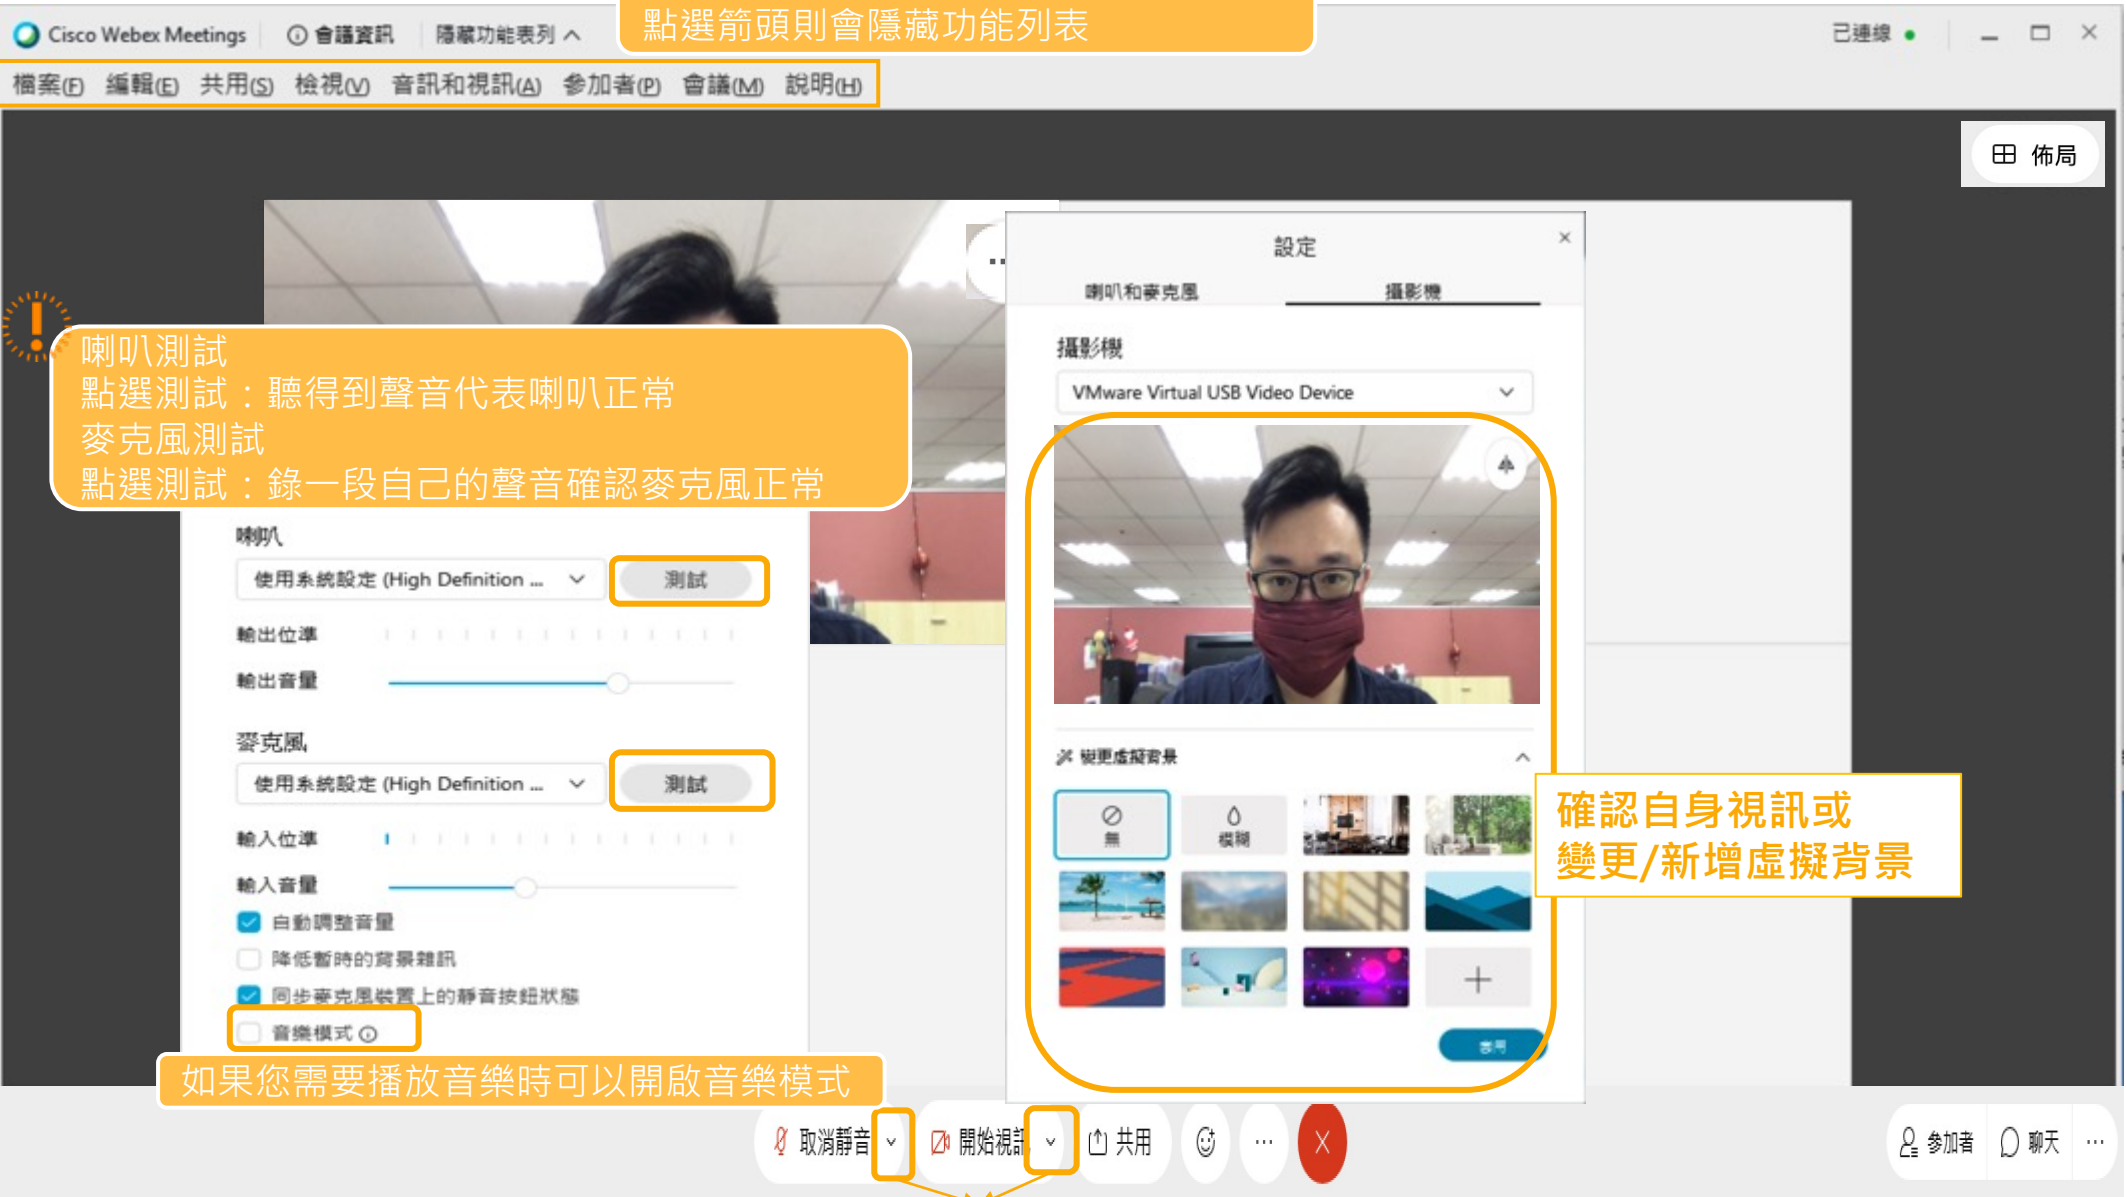 點選箭頭則會隱藏功能列表
Cisco Webex Meetings
會議資訊
隱藏功能表列
已連線
檔案(F) 編輯(E) 共用(S) 檢視(V) 音訊和視訊(A) 參加者(P) 會議(M) 說明(H)
佈局
喇叭測試
點選測試：聽得到聲音代表喇叭正常
麥克風測試
點選測試：錄一段自己的聲音確認麥克風正常
喇叭
使用系統設定 (High Definition ...
測試
輸出位準
輸出音量
麥克風
使用系統設定 (High Definition ...
測試
輸入位準
輸入音量
自動調整音量
降低暫時的背景雜訊
同步麥克風裝置上的靜音按鈕狀態
音樂模式
如果您需要播放音樂時可以開啟音樂模式
設定
喇叭和麥克風
攝影機
攝影機
VMware Virtual USB Video Device
變更虛擬背景
無
模糊
套用
確認自身視訊或
變更/新增虛擬背景
取消靜音
開始視訊
共用
參加者
聊天